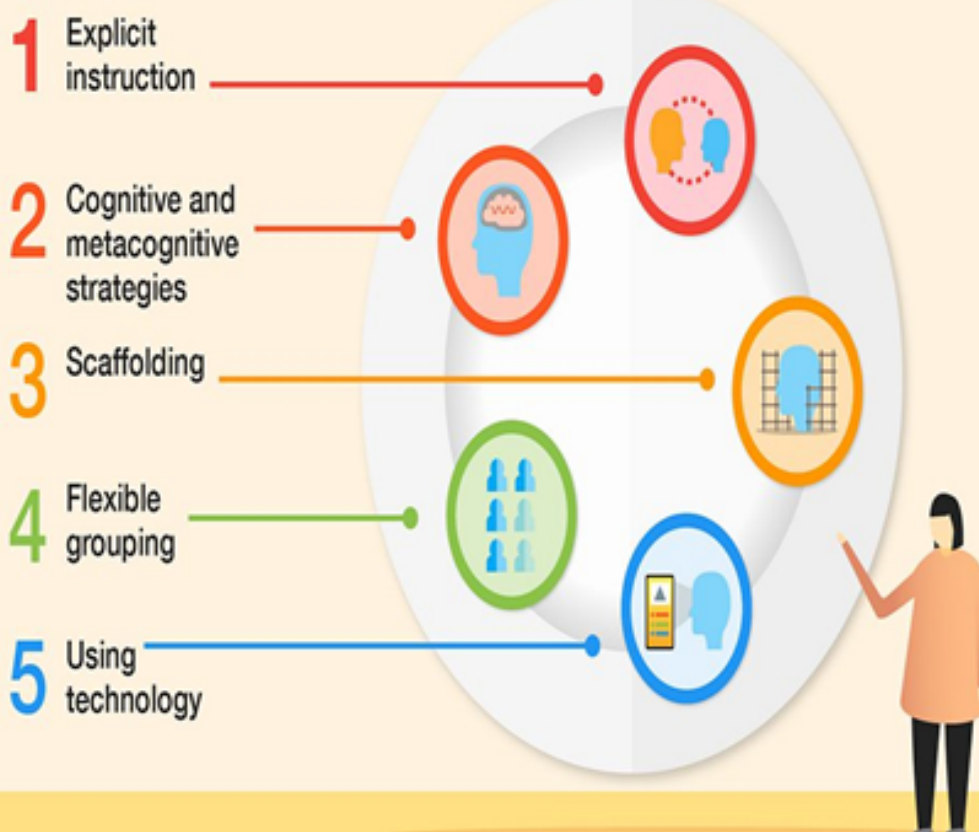 1 Explicit
instruction
2 Cognitive and
metacognitive
strategies
3 Scaffolding
4 Flexible
grouping
5 Using
technology